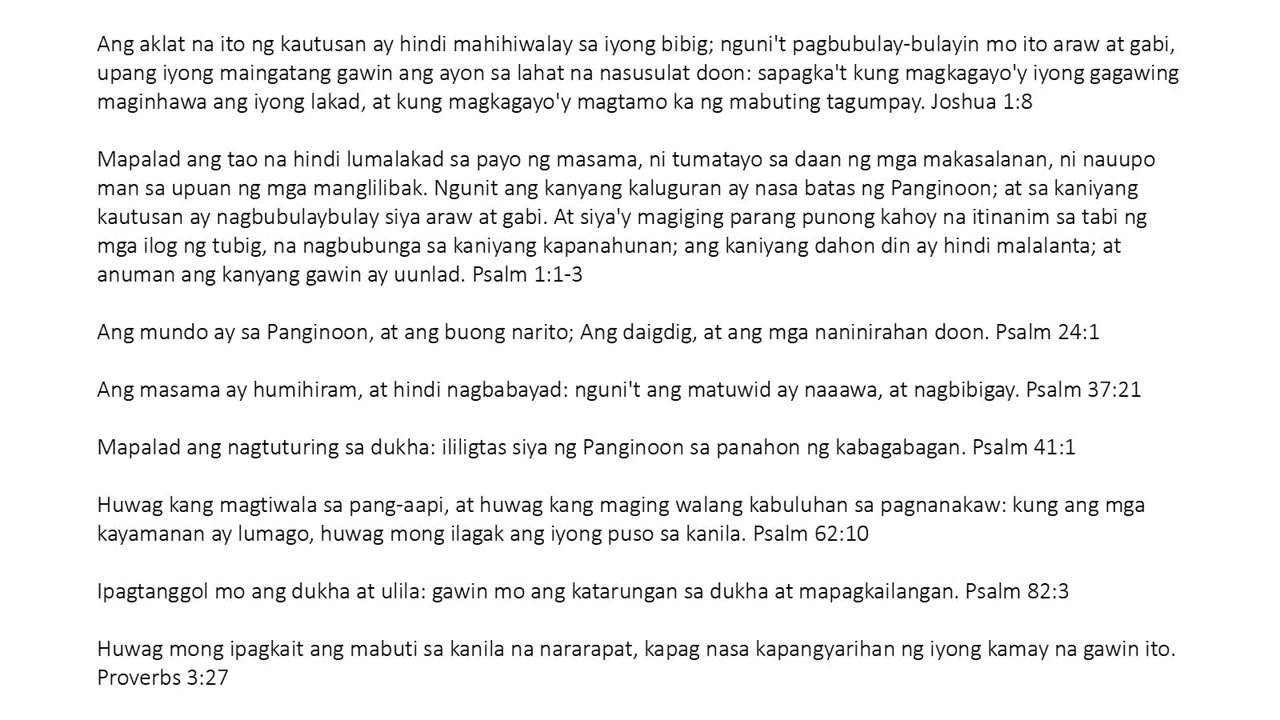 Ang aklat na ito ng kautusan ay hindi mahihiwalay sa iyong bibig; nguni't pagbubulay-bulayin mo ito araw at gabi,
upang iyong maingatang gawin ang ayon sa lahat na nasusulat doon: sapagka't kung magkagayo'y iyong gagawing
maginhawa ang iyong lakad, at kung magkagayo'y magtamo ka ng mabuting tagumpay. Joshua 1:8
Mapalad ang tao na hindi lumalakad sa payo ng masama, ni tumatayo sa daan ng mga makasalanan, ni nauupo
man sa upuan ng mga manglilibak. Ngunit ang kanyang kaluguran ay nasa batas ng Panginoon; at sa kaniyang
kautusan ay nagbubulaybulay siya araw at gabi. At siya'y magiging parang punong kahoy na itinanim sa tabi ng
mga ilog ng tubig, na nagbubunga sa kaniyang kapanahunan; ang kaniyang dahon din ay hindi malalanta; at
anuman ang kanyang gawin ay uunlad. Psalm 1:1-3
Ang mundo ay sa Panginoon, at ang buong narito; Ang daigdig, at ang mga naninirahan doon. Psalm 24:1
Ang masama ay humihiram, at hindi nagbabayad: nguni't ang matuwid ay naaawa, at nagbibigay. Psalm 37:21
Mapalad ang nagtuturing sa dukha: ililigtas siya ng Panginoon sa panahon ng kabagabagan. Psalm 41:1
Huwag kang magtiwala sa pang-aapi, at huwag kang maging walang kabuluhan sa pagnanakaw: kung ang mga
kayamanan ay lumago, huwag mong ilagak ang iyong puso sa kanila. Psalm 62:10
Ipagtanggol mo ang dukha at ulila: gawin mo ang katarungan sa dukha at mapagkailangan. Psalm 82:3
Huwag mong ipagkait ang mabuti sa kanila na nararapat, kapag nasa kapangyarihan ng iyong kamay na gawin ito.
Proverbs 3:27